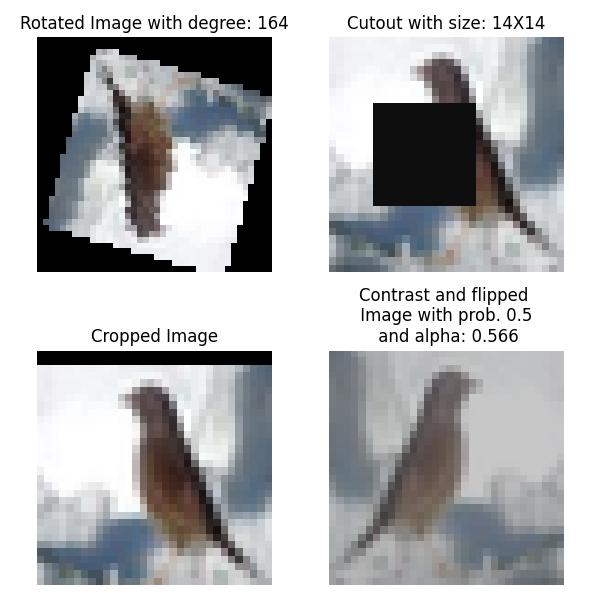 Rotated Image with degree: 164
Cutout with size: 14X14
Cropped Image
Contrast and flipped
Image with prob. 0.5
and alpha: 0.566